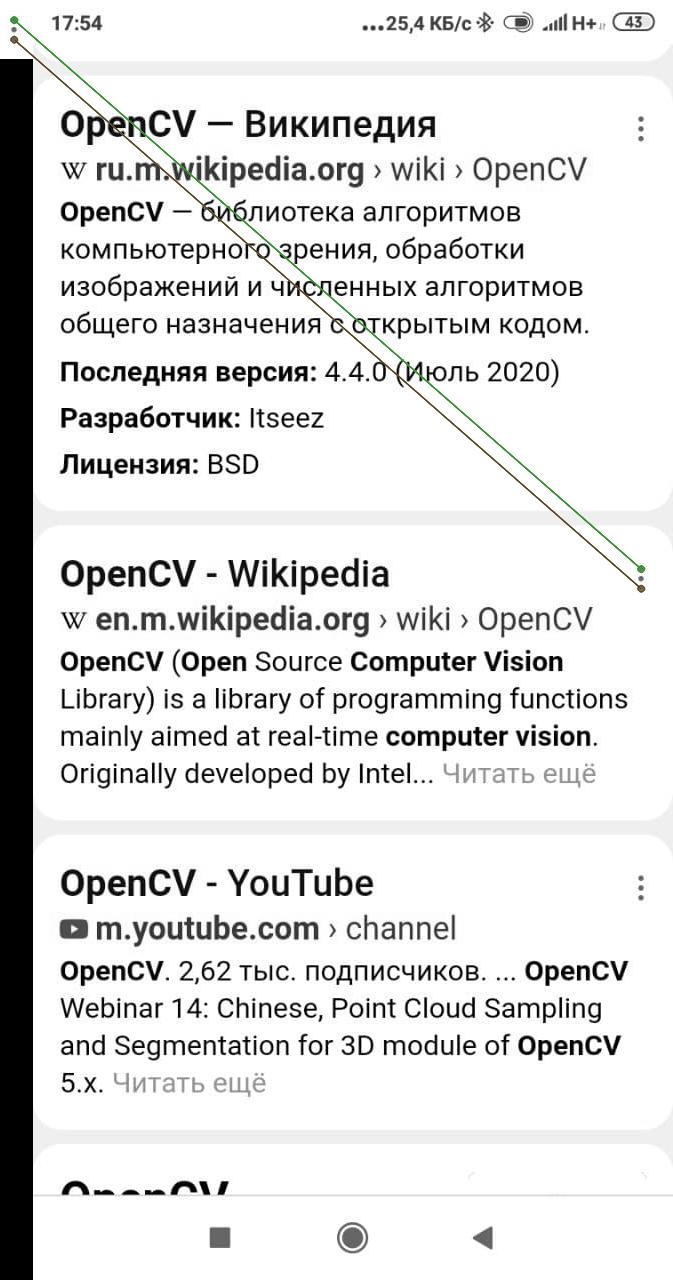 17:54 ...25,4 КБ/с H+ 43
OpenCV — Википедия
W ru.m.wikipedia.org › wiki › OpenCV
OpenCV — библиотека алгоритмов
компьютерного зрения, обработки
изображений и численных алгоритмов
общего назначения с открытым кодом.
Последняя версия: 4.4.0 (Июль 2020)
Разработчик: Itseez
Лицензия: BSD
OpenCV - Wikipedia
W en.m.wikipedia.org › wiki › OpenCV
OpenCV (Open Source Computer Vision
Library) is a library of programming functions
mainly aimed at real-time computer vision.
Originally developed by Intel... Читать ещё
OpenCV - YouTube
m.youtube.com › channel
OpenCV. 2,62 тыс. подписчиков. ... OpenCV
Webinar 14: Chinese, Point Cloud Sampling
and Segmentation for 3D module of OpenCV
5.x. Читать ещё
OpenCV